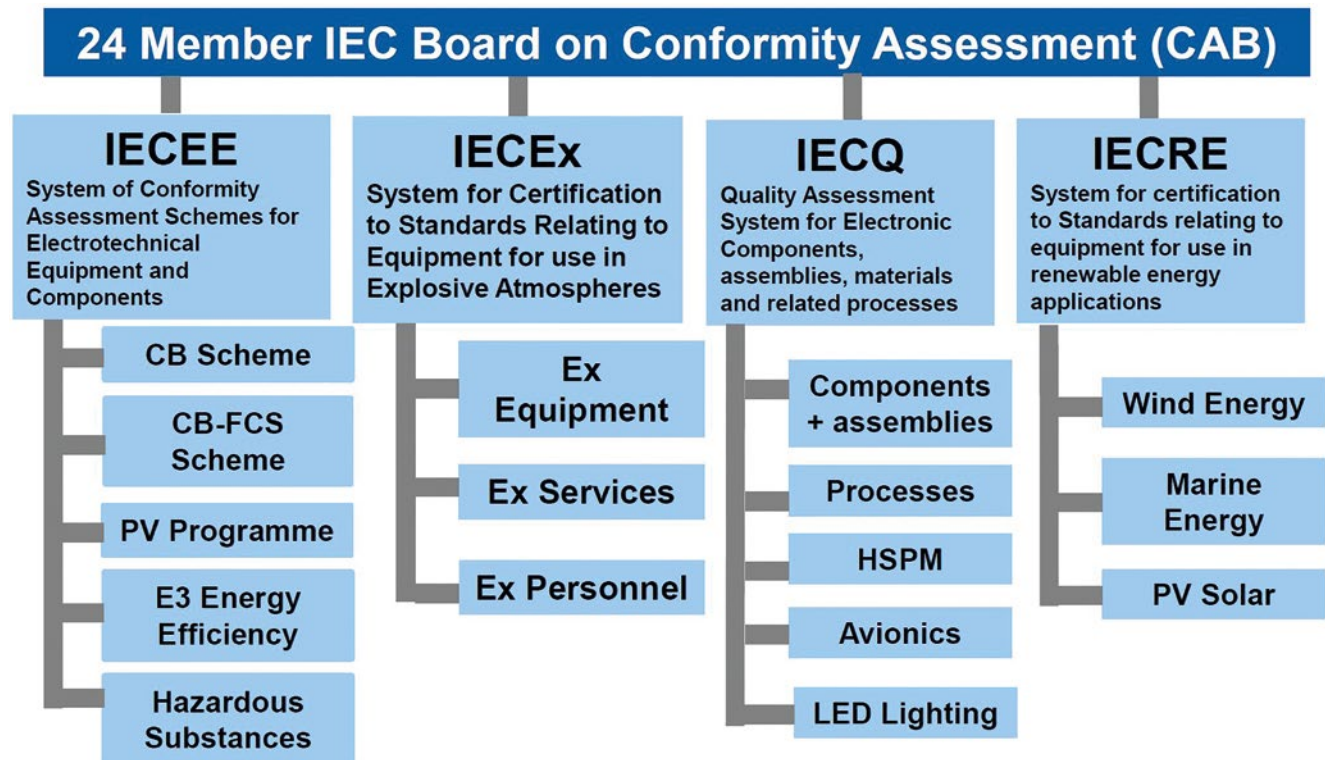 24 Member IEC Board on Conformity Assessment (CAB)
IECEE
System of Conformity
Assessment Schemes for
Electrotechnical
Equipment and
Components
CB Scheme
CB-FCS
Scheme
PV Programme
E3 Energy
Efficiency
Hazardous
Substances
IECEx
System for Certification
to Standards Relating to
Equipment for use in
Explosive Atmospheres
Ex
Equipment
Ex Services
Ex Personnel
IECQ
Quality Assessment
System for Electronic
Components,
assemblies, materials
and related processes
Components
+ assemblies
Processes
HSPM
Avionics
LED Lighting
IECRE
System for certification
to Standards relating to
equipment for use in
renewable energy
applications
Wind Energy
Marine
Energy
PV Solar